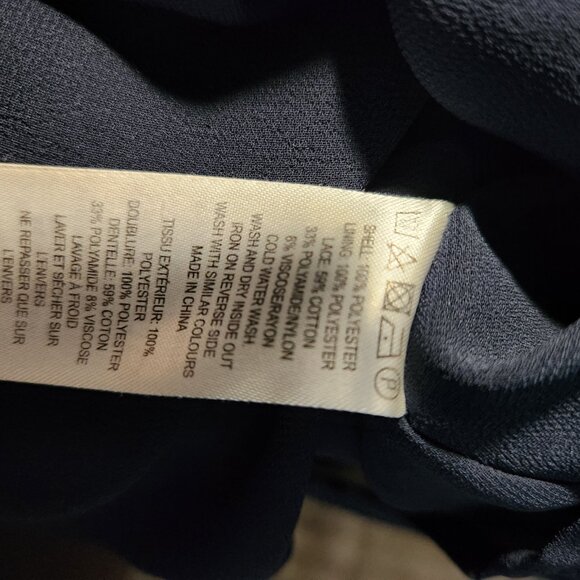 P
SHELL 100% POLYESTER
LINING: 100% POLYESTER
LACE 59% COTTON
33% POLYAMIDE/NYLON
8% VISCOSE/RAYON
COLD WATER WASH
WASH AND DRY INSIDE OUT
IRON ON REVERSE SIDE
WASH WITH SIMILAR COLOURS
MADE IN CHINA
...TISSU EXTÉRIEUR: 100%
POLYESTER
DOUBLURE: 100% POLYESTER
DENTELLE: 59% COTON
33% POLYAMIDE 8% VISCOSE
LAVAGE À FROID
LAVER ET SÉCHER SUR
L'ENVERS
NE REPASSER QUE SUR
L'ENVERS